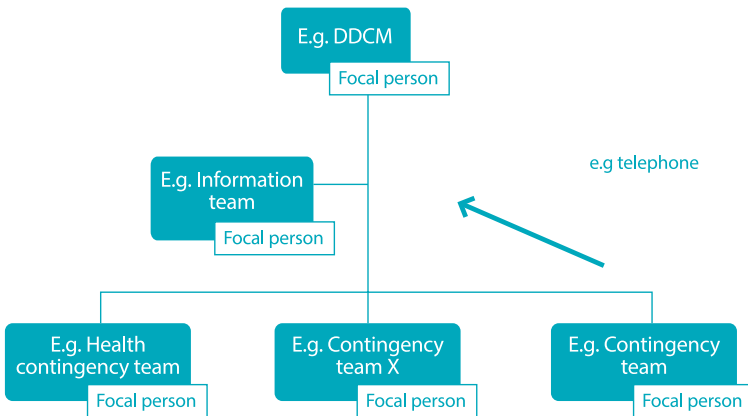 E.g. DDCM
Focal person
E.g. Information
team
Focal person
e.g telephone
E.g. Health
contingency team
Focal person
E.g. Contingency
team X
Focal person
E.g. Contingency
team
Focal person